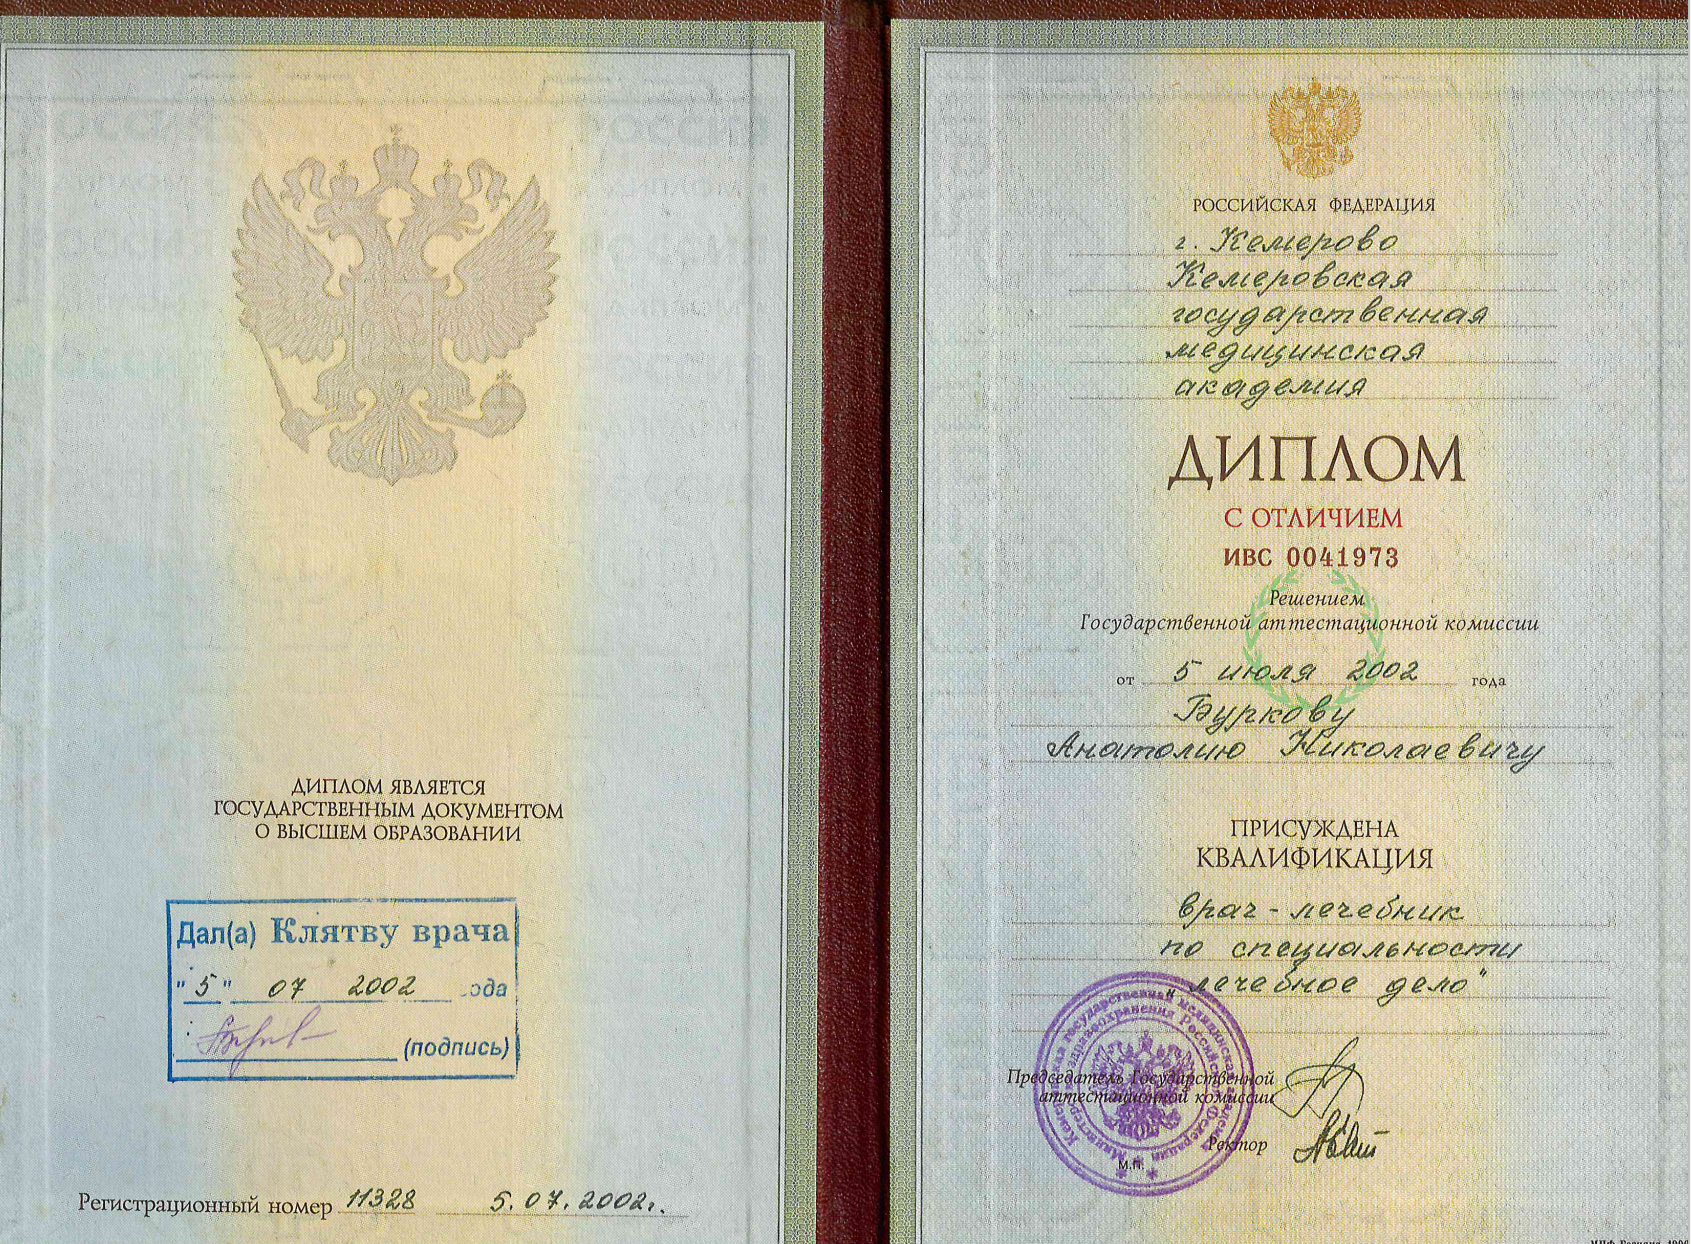 ДИПЛОМ ЯВЛЯЕТСЯ
ГОСУДАРСТВЕННЫМ ДОКУМЕНТОМ
О ВЫСШЕМ ОБРАЗОВАНИИ
Дал(а) Клятву врача
"5" 07 2002 года
(подпись)
Регистрационный номер 11328 5.07.2002г.
РОССИЙСКАЯ ФЕДЕРАЦИЯ
г. Кемерово
Кемеровская
государственная
медицинская
академия
ДИПЛОМ
С ОТЛИЧИЕМ
ИВС 0041973
Решением
Государственной аттестационной комиссии
от 5 июля 2002 года
Буркову
Анатолию Николаевичу
ПРИСУЖДЕНА
КВАЛИФИКАЦИЯ
врач-лечебник
по специальности
"лечебное дело"
Председатель Государственной
аттестационной комиссии
Ректор
М.П.